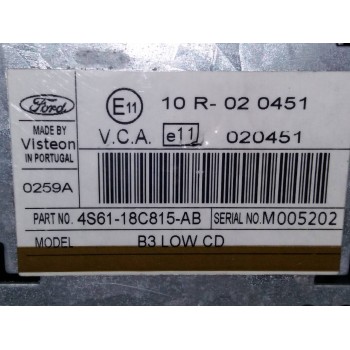 Ford
E11 10 R- 02 0451
MADE BY
Visteon
IN PORTUGAL
V.C.A. e11 020451
0259A
PART NO. 4S61-18C815-AB SERIAL NO. M005202
MODEL B3 LOW CD